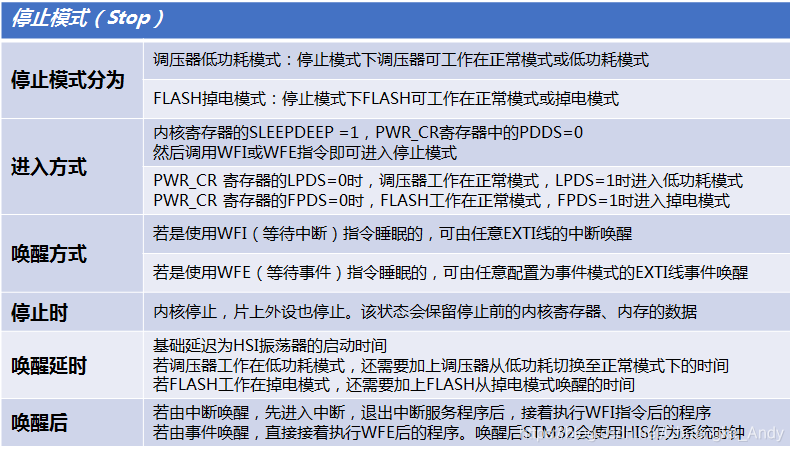 停止模式（Stop）
停止模式分为
调压器低功耗模式：停止模式下调压器可工作在正常模式或低功耗模式
FLASH掉电模式：停止模式下FLASH可工作在正常模式或掉电模式
进入方式
内核寄存器的SLEEPDEEP =1，PWR_CR寄存器中的PDDS=0
然后调用WFI或WFE指令即可进入停止模式
PWR_CR 寄存器的LPDS=0时，调压器工作在正常模式，LPDS=1时进入低功耗模式
PWR_CR 寄存器的FPDS=0时，FLASH工作在正常模式，FPDS=1时进入掉电模式
唤醒方式
若是使用WFI（等待中断）指令睡眠的，可由任意EXTI线的中断唤醒
若是使用WFE（等待事件）指令睡眠的，可由任意配置为事件模式的EXTI线事件唤醒
停止时
内核停止，片上外设也停止。该状态会保留停止前的内核寄存器、内存的数据
唤醒延时
基础延迟为HSI振荡器的启动时间
若调压器工作在低功耗模式，还需要加上调压器从低功耗切换至正常模式下的时间
若FLASH工作在掉电模式，还需要加上FLASH从掉电模式唤醒的时间
唤醒后
若由中断唤醒，先进入中断，退出中断服务程序后，接着执行WFI指令后的程序
若由事件唤醒，直接接着执行WFE后的程序。唤醒后STM32会使用HIS作为系统时钟
Andy